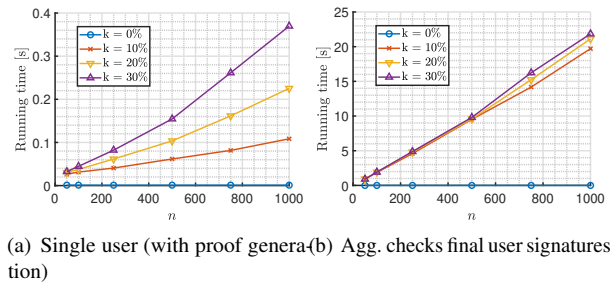 Running time [s]
0.4
0.3
0.2
0.1
0
k = 0%
k = 10%
k = 20%
k = 30%
0 200 400 600 800 1000
n
Running time [s]
25
20
15
10
5
0
k = 0%
k = 10%
k = 20%
k = 30%
0 200 400 600 800 1000
n
(a) Single user (with proof genera-
tion)
(b) Agg. checks final user signatures